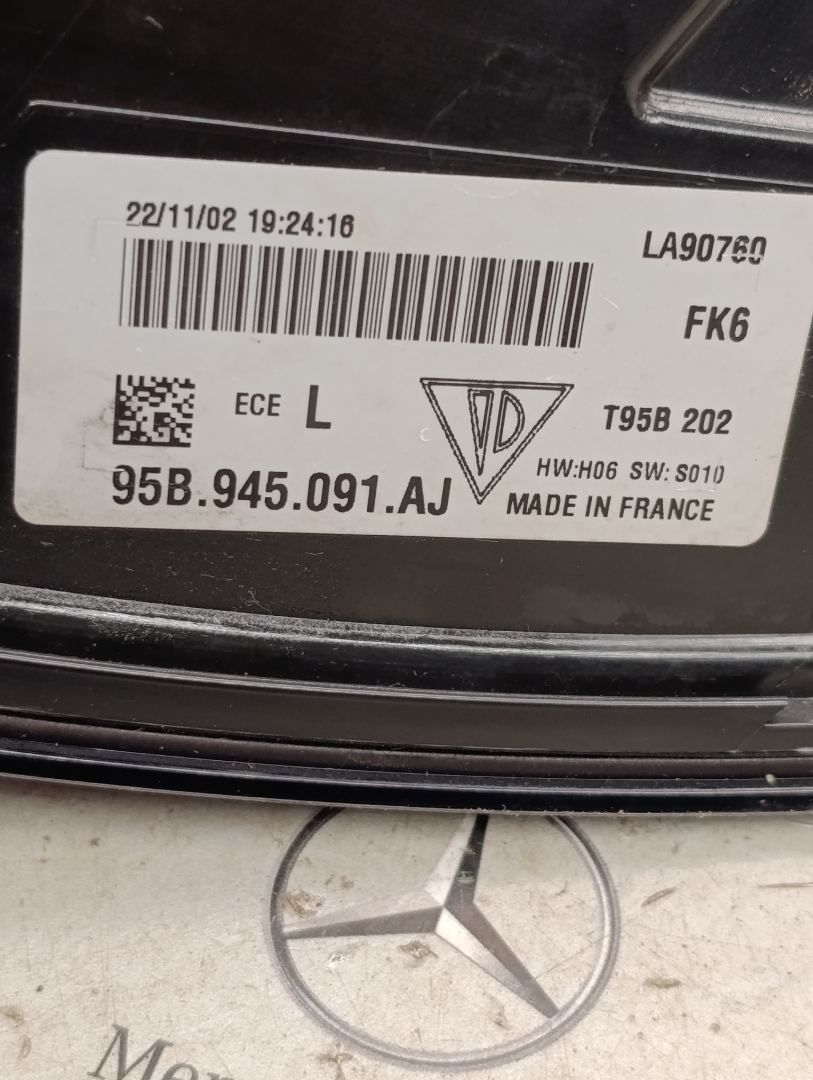 22/11/02 19:24:16
LA90760
FK6
ECE L
T95B 202
HW:H06 SW:S010
95B.945.091.AJ
MADE IN FRANCE